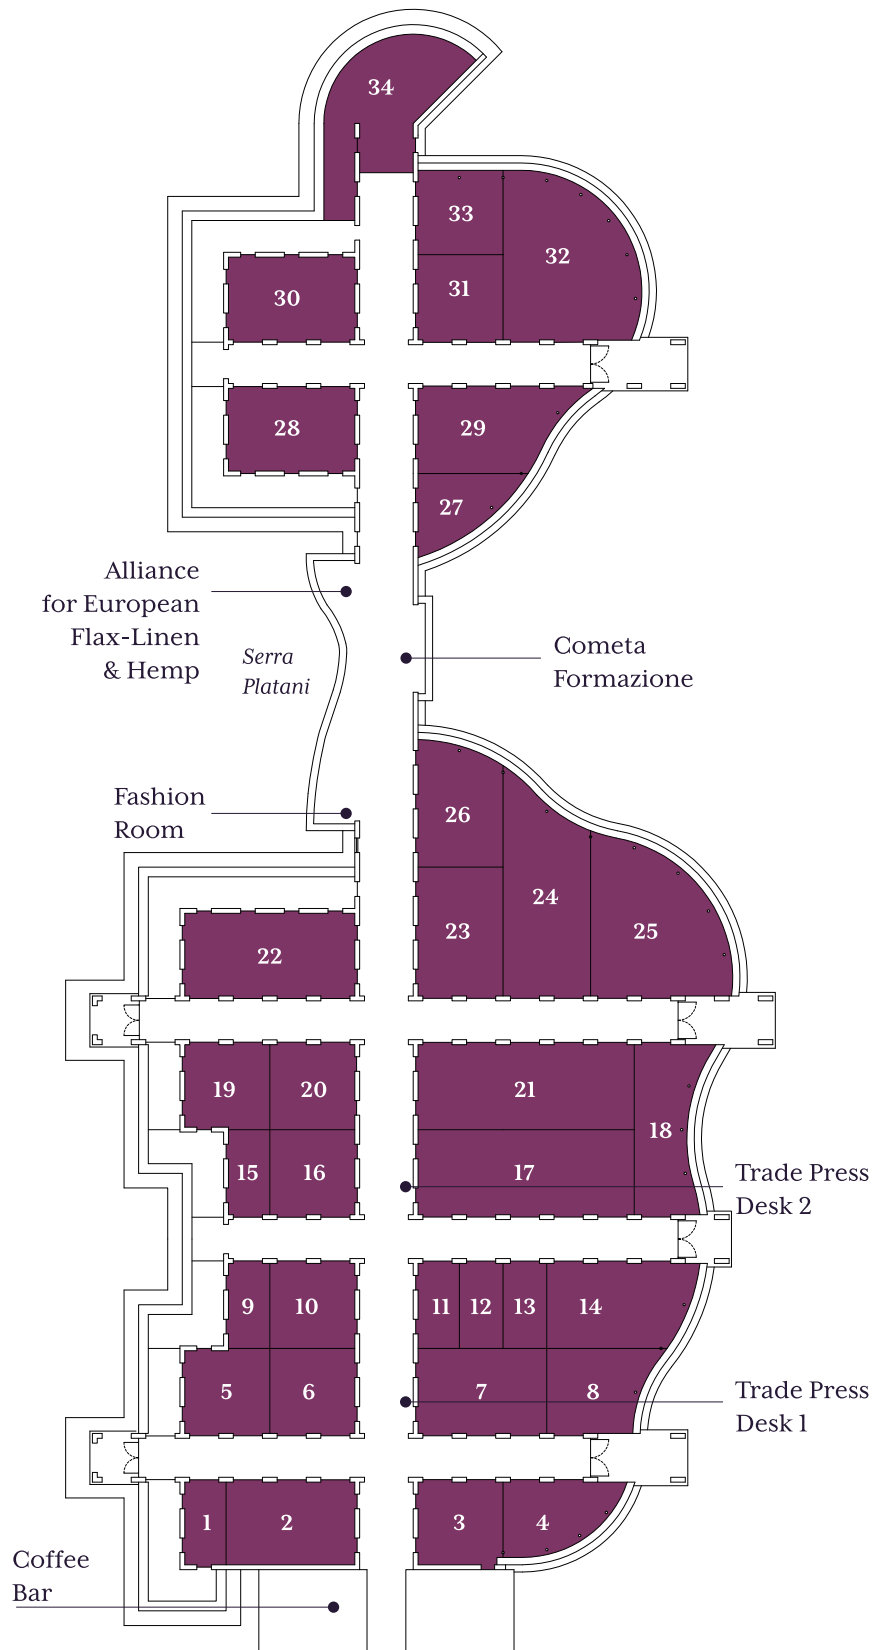 34
33
32
31
30
28
29
27
Alliance
for European
Flax-Linen
& Hemp
Serra
Platani
Cometa
Formazione
Fashion
Room
26
24
23
25
22
19
20
21
18
15
16
17
Trade Press
Desk 2
9
10
11
12
13
14
5
6
7
8
Trade Press
Desk 1
1
2
3
4
Coffee
Bar